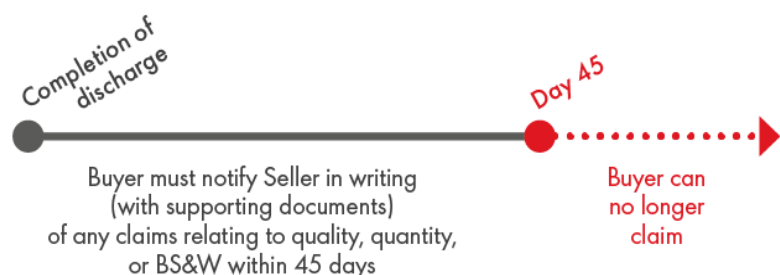 Completion of
discharge
Day 45
Buyer must notify Seller in writing
(with supporting documents)
of any claims relating to quality, quantity,
or BS&W within 45 days
Buyer can
no longer
claim